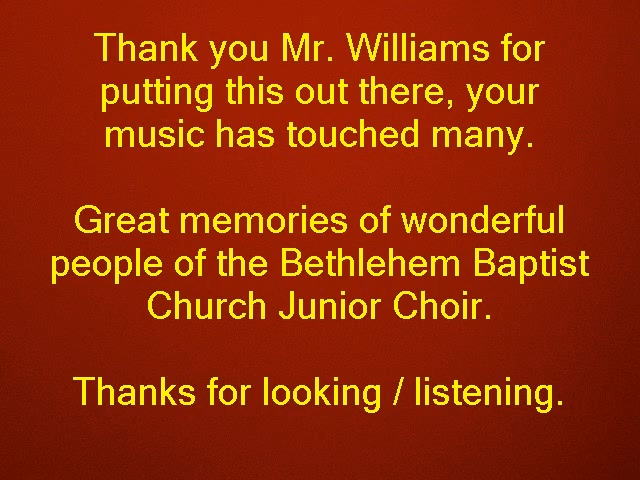 Thank you Mr. Williams for
putting this out there, your
music has touched many.
Great memories of wonderful
people of the Bethlehem Baptist
Church Junior Choir.
Thanks for looking / listening.